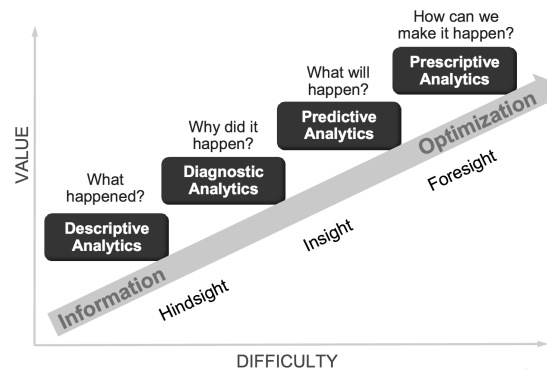 How can we
make it happen?
Prescriptive
Analytics
What will
happen?
Predictive
Analytics
Why did it
happen?
Diagnostic
Analytics
What
happened?
Descriptive
Analytics
VALUE
Information
Optimization
Hindsight
Insight
Foresight
DIFFICULTY